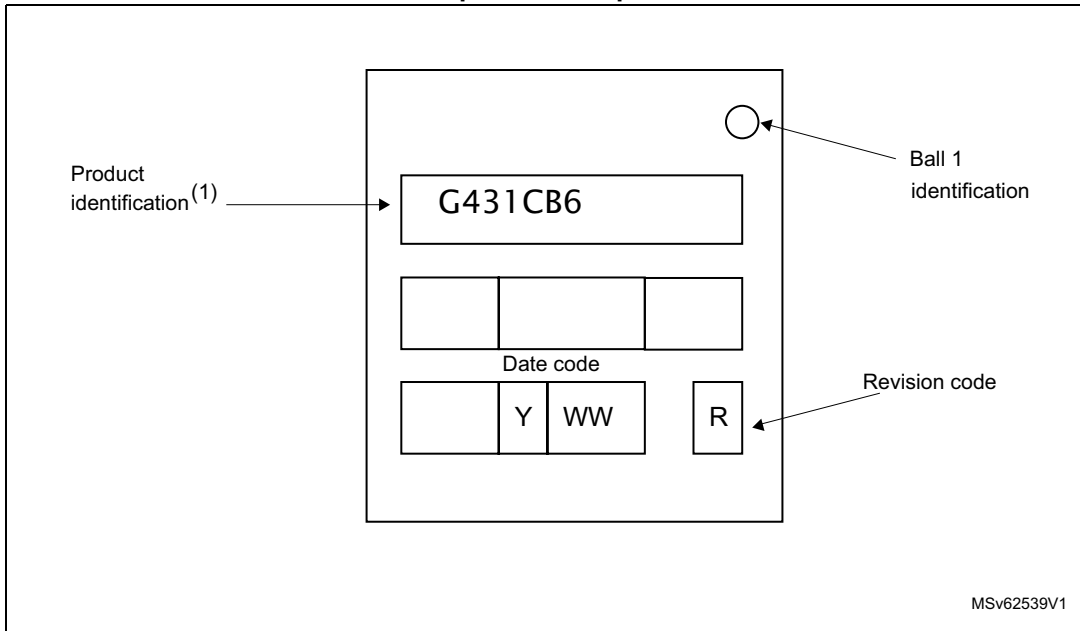 Product
identification(1)
Ball 1
identification
G431CB6
Date code
Y WW R
Revision code
MSv62539V1